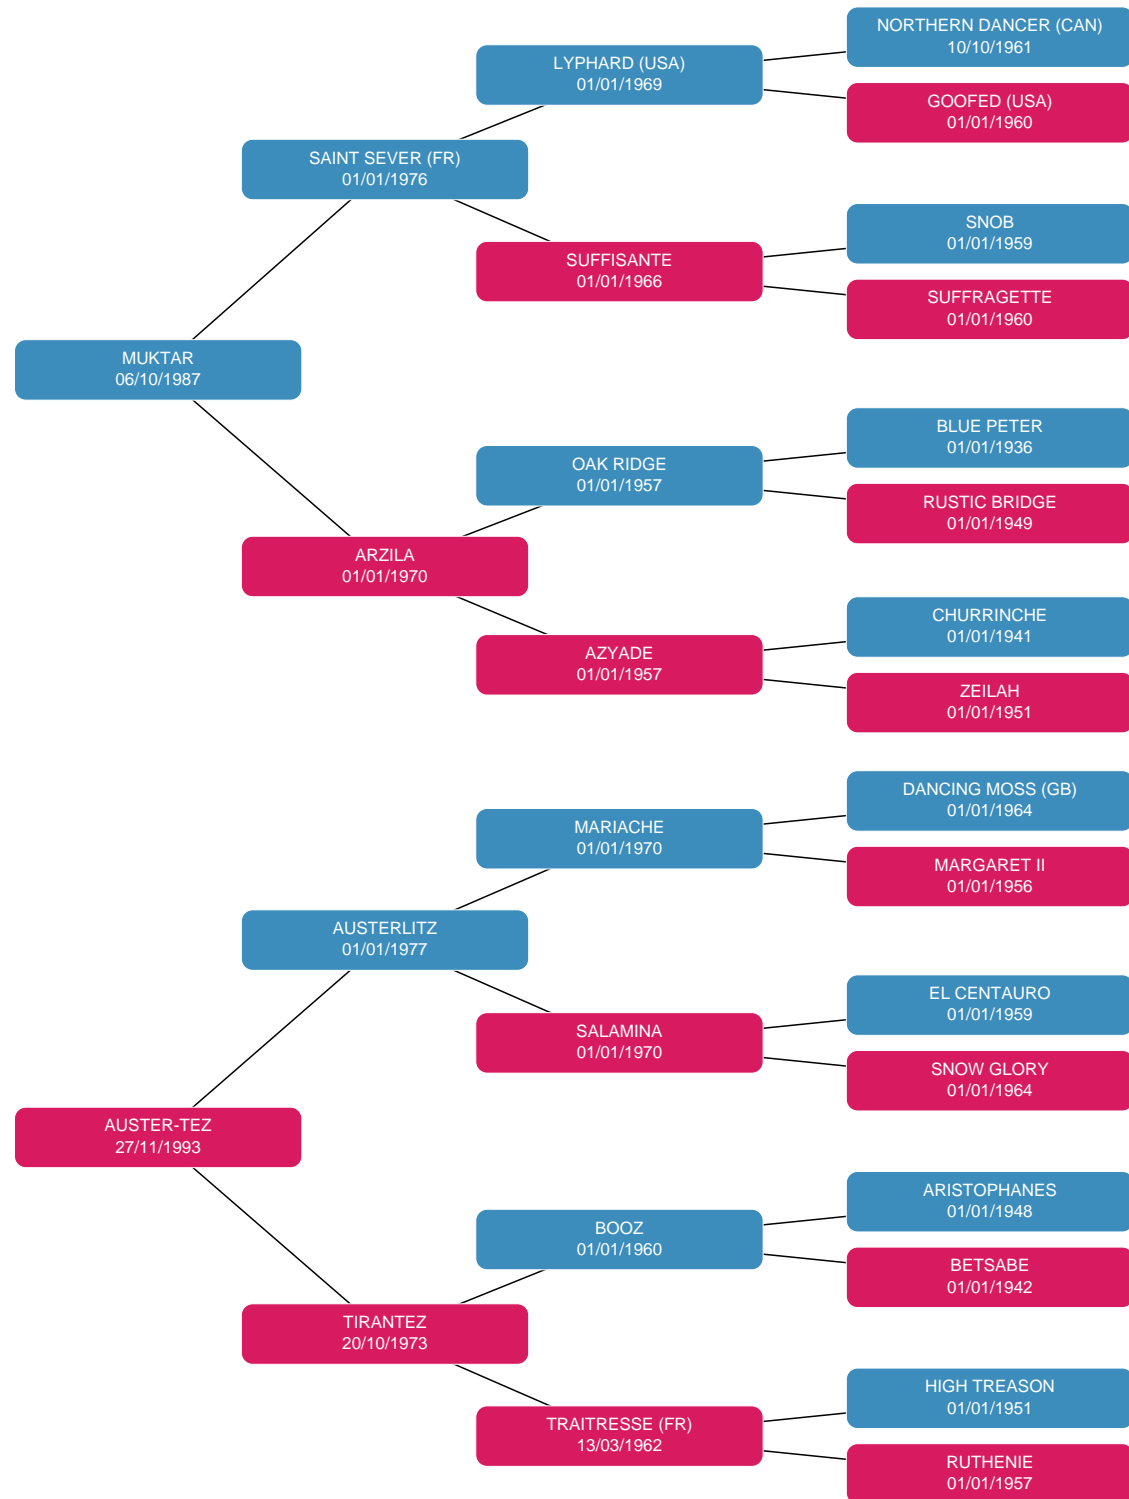 NORTHERN DANCER (CAN)
10/10/1961
LYPHARD (USA)
01/01/1969
GOOFED (USA)
01/01/1960
SAINT SEVER (FR)
01/01/1976
SNOB
01/01/1959
SUFFISANTE
01/01/1966
SUFFRAGETTE
01/01/1960
MUKTAR
06/10/1987
BLUE PETER
01/01/1936
OAK RIDGE
01/01/1957
RUSTIC BRIDGE
01/01/1949
ARZILA
01/01/1970
CHURRINCHE
01/01/1941
AZYADE
01/01/1957
ZEILAH
01/01/1951
DANCING MOSS (GB)
01/01/1964
MARIACHE
01/01/1970
MARGARET II
01/01/1956
AUSTERLITZ
01/01/1977
EL CENTAURO
01/01/1959
SALAMINA
01/01/1970
SNOW GLORY
01/01/1964
AUSTER-TEZ
27/11/1993
ARISTOPHANES
01/01/1948
BOOZ
01/01/1960
BETSABE
01/01/1942
TIRANTEZ
20/10/1973
HIGH TREASON
01/01/1951
TRAITRESSE (FR)
13/03/1962
RUTHENIE
01/01/1957